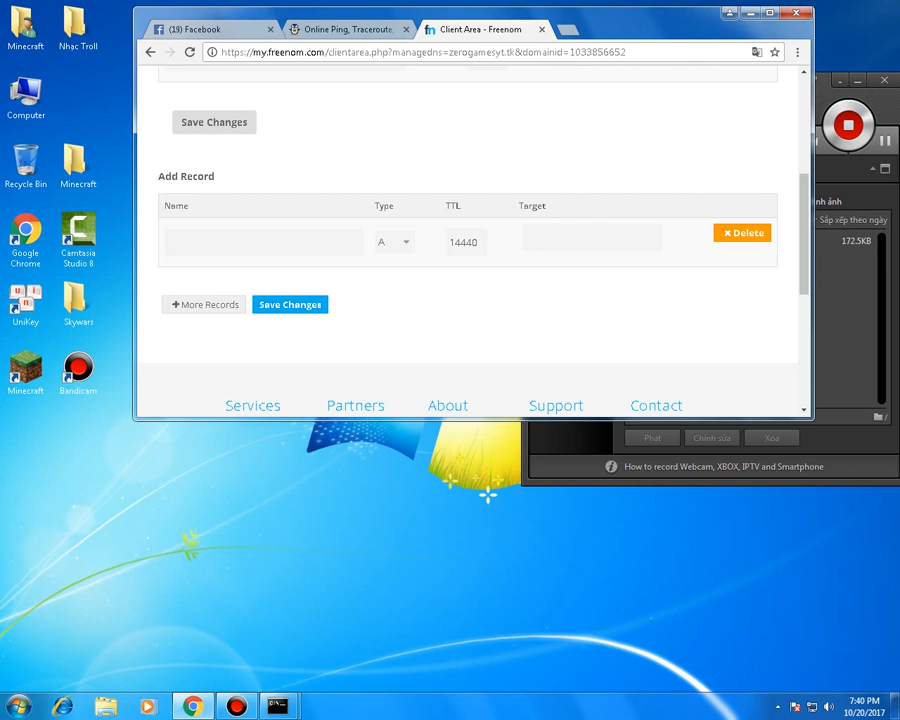 Minecraft
Nhạc Troll
Computer
Recycle Bin
Minecraft
Google Chrome
Camtasia Studio 8
UniKey
Skywars
Minecraft
Bandicam
(19) Facebook
Online Ping, Traceroute,
Client Area - Freenom
https://my.freenom.com/clientarea.php?managedns=zerogamesyt.tk&domainid=1033856652
Save Changes
Add Record
Name
Type
TTL
Target
A
14440
Delete
More Records
Save Changes
Services
Partners
About
Support
Contact
ình ảnh
Sắp xếp theo ngày
172.5KB
Phát
Chỉnh sửa
Xóa
How to record Webcam, XBOX, IPTV and Smartphone
7:40 PM
10/20/2017